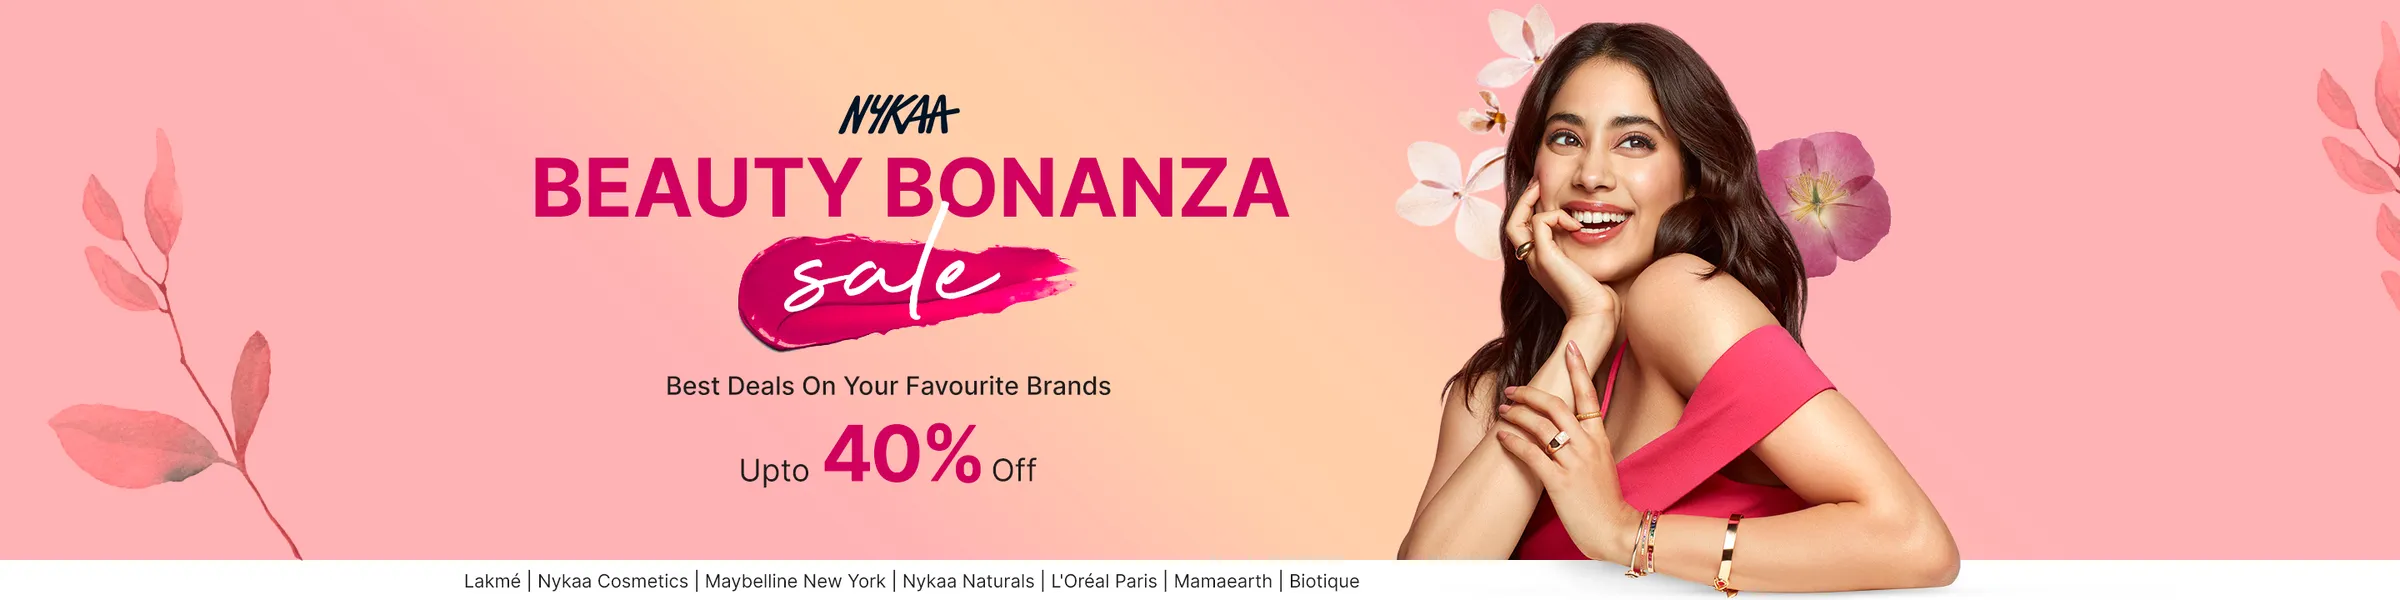 NYKAA
BEAUTY BONANZA
sale
Best Deals On Your Favourite Brands
Upto 40% Off
Lakmé | Nykaa Cosmetics | Maybelline New York | Nykaa Naturals | L'Oréal Paris | Mamaearth | Biotique